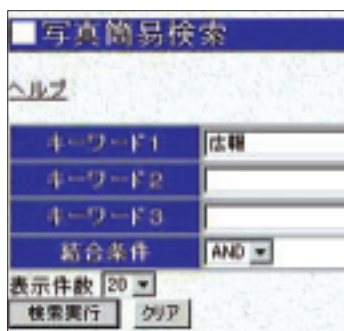 写真簡易検索
ヘルプ
キーワード1 広報
キーワード2
キーワード3
結合条件 AND
表示件数 20
検索実行 クリア